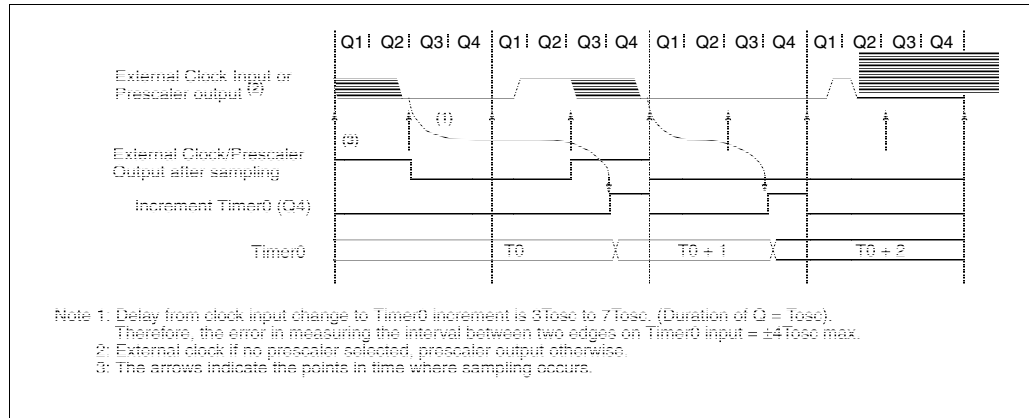 Q1 Q2 Q3 Q4 Q1 Q2 Q3 Q4 Q1 Q2 Q3 Q4 Q1 Q2 Q3 Q4
External Clock Input or
Prescaler output (2)
(1)
(3)
External Clock/Prescaler
Output after sampling
Increment Timer0 (Q4)
Timer0 T0 T0 + 1 T0 + 2
Note 1: Delay from clock input change to Timer0 increment is 3Tosc to 7Tosc. (Duration of Q = Tosc).
Therefore, the error in measuring the interval between two edges on Timer0 input = ±4Tosc max.
2: External clock if no prescaler selected, prescaler output otherwise.
3: The arrows indicate the points in time where sampling occurs.